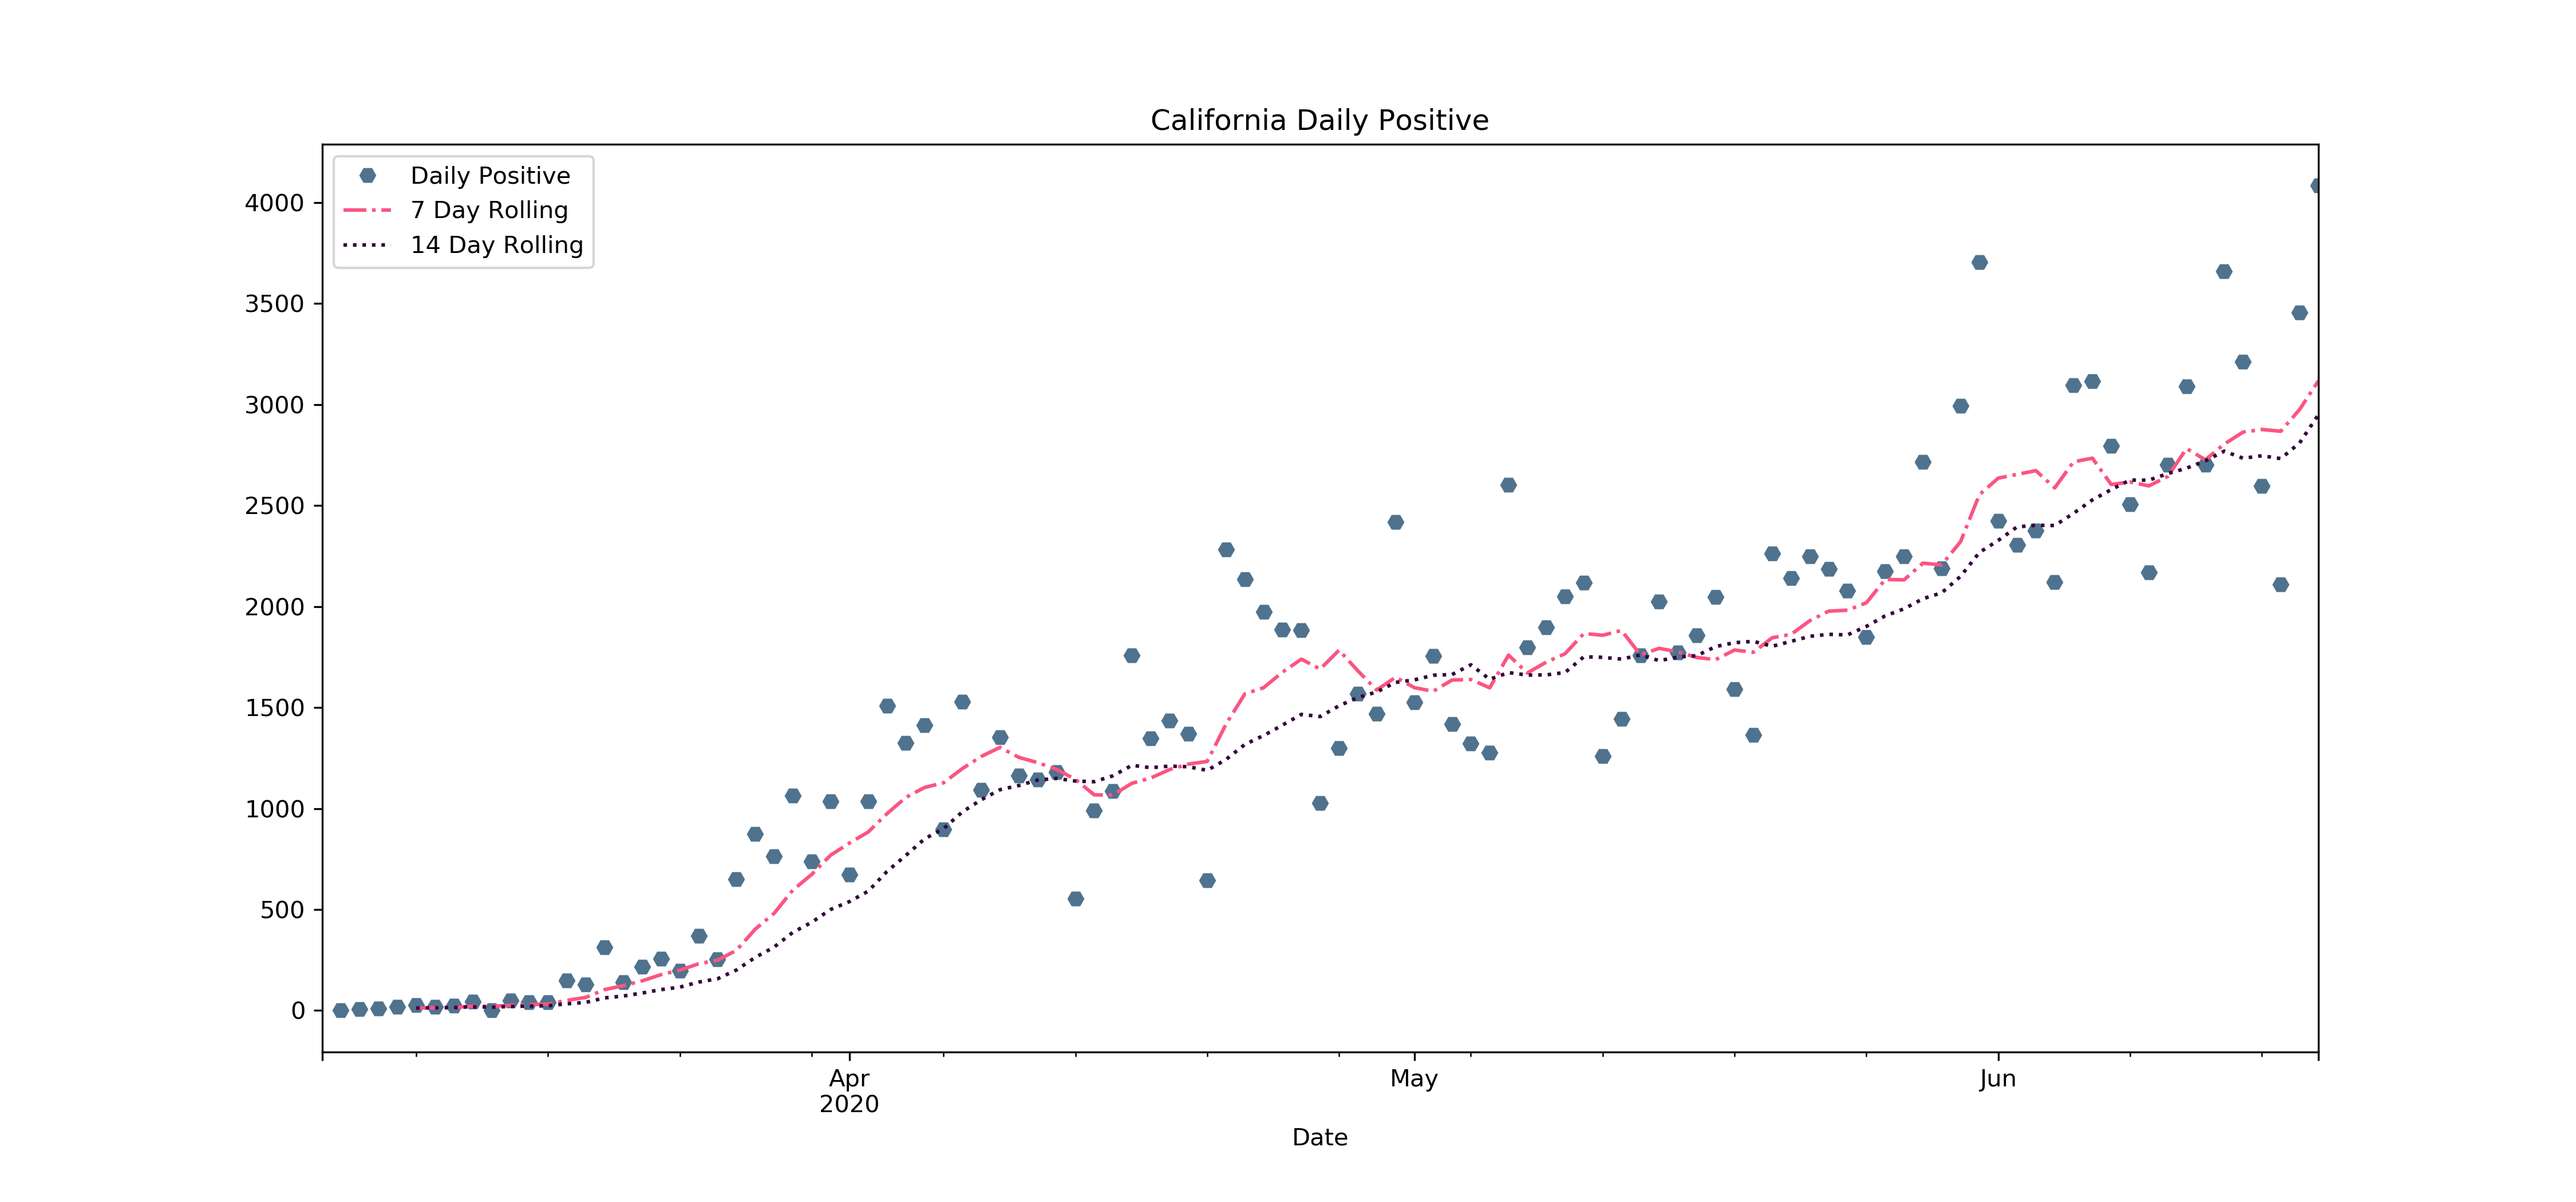 California Daily Positive
Daily Positive
7 Day Rolling
14 Day Rolling
4000
3500
3000
2500
2000
1500
1000
500
0
Apr
2020
May
Jun
Date